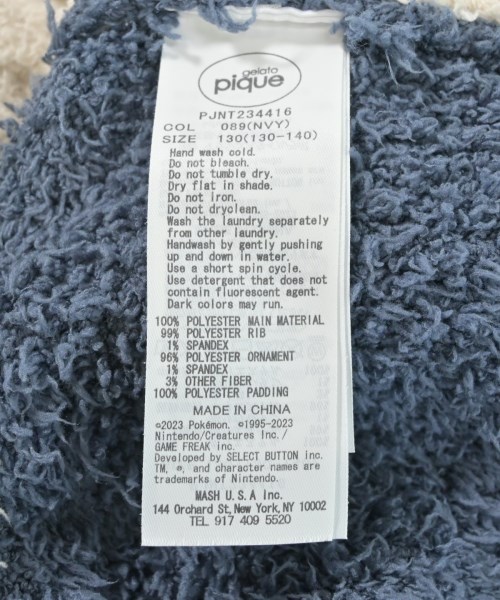 gelato
pique
PJNT234416
COL 089(NVY)
SIZE 130(130-140)
Hand wash cold.
Do not bleach.
Do not tumble dry.
Dry flat in shade.
Do not iron.
Do not dryclean.
Wash the laundry separately
from other laundry.
Handwash by gently pushing
up and down in water.
Use a short spin cycle.
Use detergent that does not
contain fluorescent agent.
Dark colors may run.
100% POLYESTER MAIN MATERIAL
99% POLYESTER RIB
1% SPANDEX
96% POLYESTER ORNAMENT
1% SPANDEX
3% OTHER FIBER
100% POLYESTER PADDING
MADE IN CHINA
©2023 Pokémon. ©1995-2023
Nintendo/Creatures Inc./
GAME FREAK inc.
Developed by SELECT BUTTON inc.
TM, ®, and character names are
trademarks of Nintendo.
MASH U.S.A Inc.
144 Orchard St, New York, NY 10002
TEL 917 409 5520